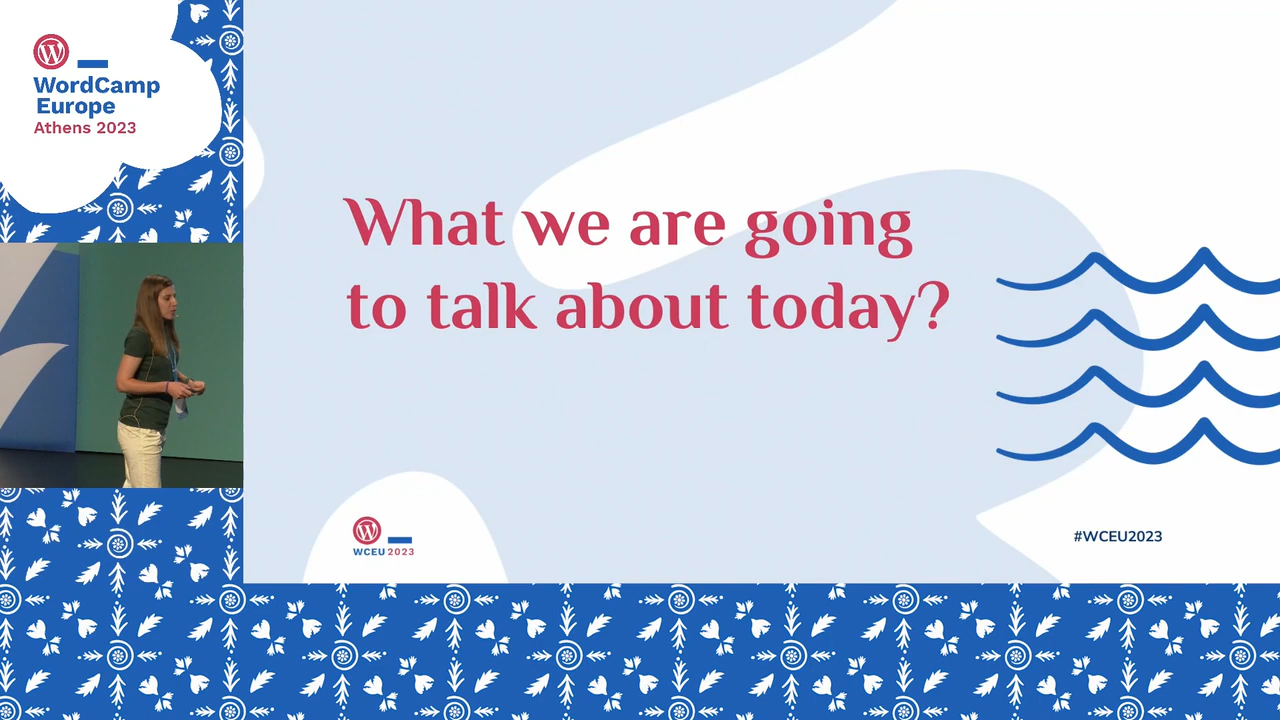 WordCamp
Europe
Athens 2023
What we are going
to talk about today?
WCEU 2023
#WCEU2023